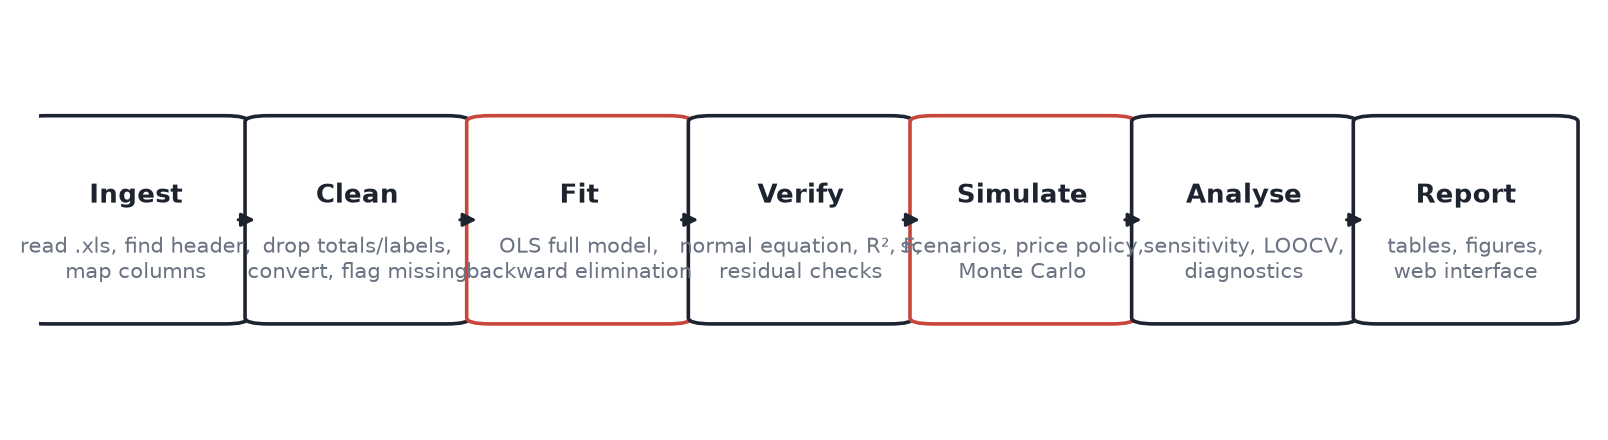 Ingest
read .xls, find header,
map columns
Clean
drop totals/labels,
convert, flag missing
Fit
OLS full model,
backward elimination
Verify
normal equation, R²,
residual checks
Simulate
scenarios, price policy,
Monte Carlo
Analyse
sensitivity, LOOCV,
diagnostics
Report
tables, figures,
web interface